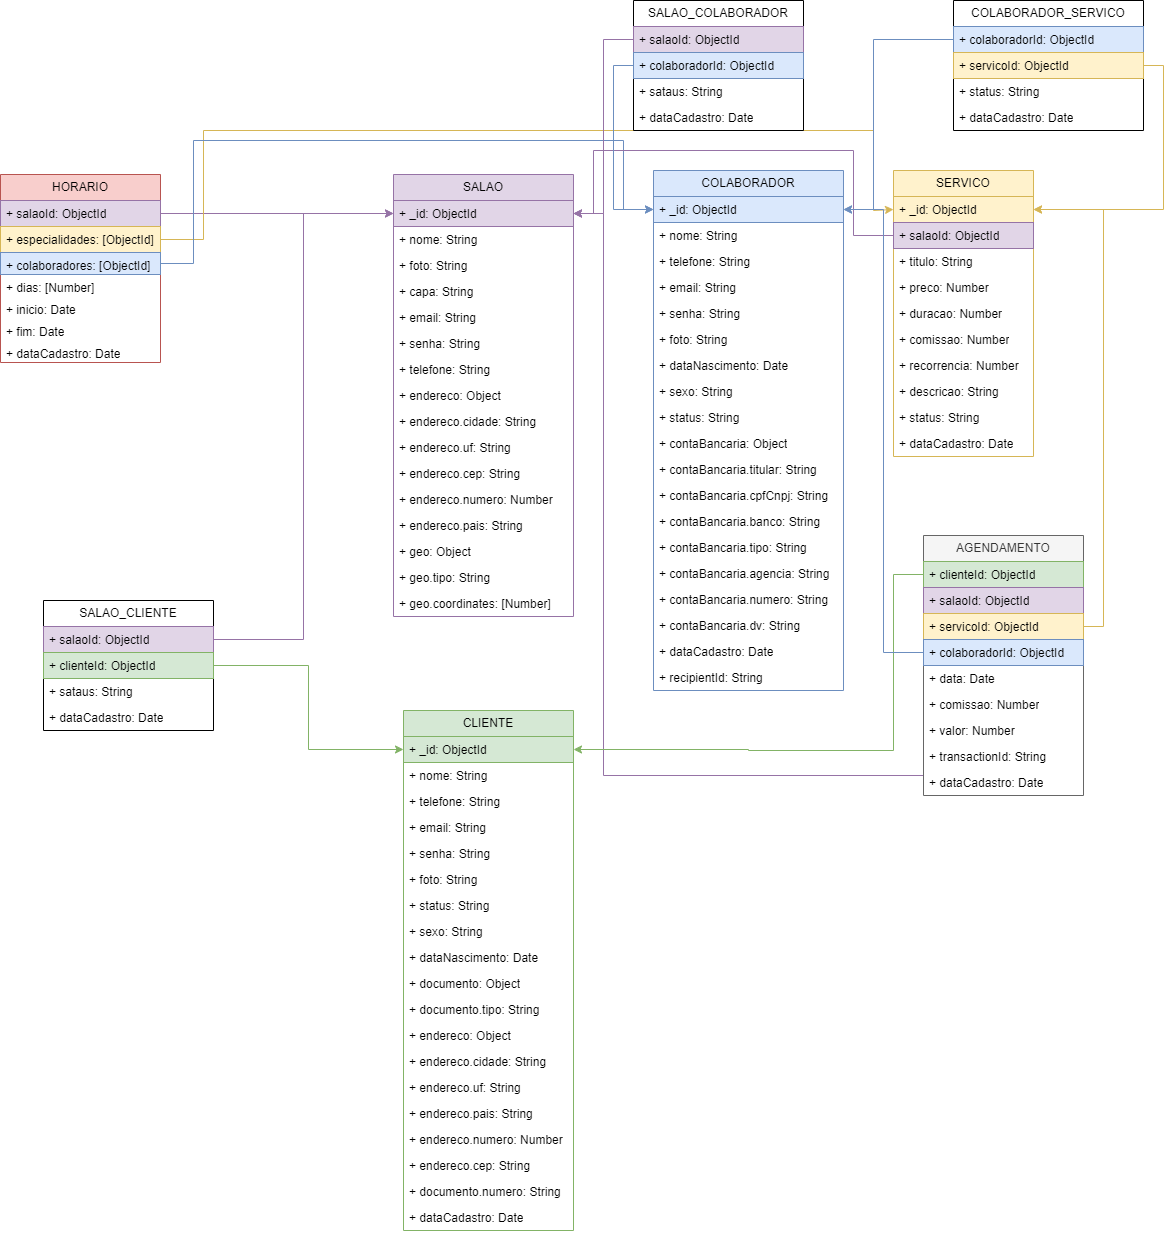 SALAO_COLABORADOR
+ salaoId: ObjectId
+ colaboradorId: ObjectId
+ sataus: String
+ dataCadastro: Date
COLABORADOR_SERVICO
+ colaboradorId: ObjectId
+ servicoId: ObjectId
+ status: String
+ dataCadastro: Date
HORARIO
+ salaoId: ObjectId
+ especialidades: [ObjectId]
+ colaboradores: [ObjectId]
+ dias: [Number]
+ inicio: Date
+ fim: Date
+ dataCadastro: Date
SALAO
+ _id: ObjectId
+ nome: String
+ foto: String
+ capa: String
+ email: String
+ senha: String
+ telefone: String
+ endereco: Object
+ endereco.cidade: String
+ endereco.uf: String
+ endereco.cep: String
+ endereco.numero: Number
+ endereco.pais: String
+ geo: Object
+ geo.tipo: String
+ geo.coordinates: [Number]
COLABORADOR
+ _id: ObjectId
+ nome: String
+ telefone: String
+ email: String
+ senha: String
+ foto: String
+ dataNascimento: Date
+ sexo: String
+ status: String
+ contaBancaria: Object
+ contaBancaria.titular: String
+ contaBancaria.cpfCnpj: String
+ contaBancaria.banco: String
+ contaBancaria.tipo: String
+ contaBancaria.agencia: String
+ contaBancaria.numero: String
+ contaBancaria.dv: String
+ dataCadastro: Date
+ recipientId: String
SERVICO
+ _id: ObjectId
+ salaoId: ObjectId
+ titulo: String
+ preco: Number
+ duracao: Number
+ comissao: Number
+ recorrencia: Number
+ descricao: String
+ status: String
+ dataCadastro: Date
AGENDAMENTO
+ clienteId: ObjectId
+ salaoId: ObjectId
+ servicoId: ObjectId
+ colaboradorId: ObjectId
+ data: Date
+ comissao: Number
+ valor: Number
+ transactionId: String
+ dataCadastro: Date
SALAO_CLIENTE
+ salaoId: ObjectId
+ clienteId: ObjectId
+ sataus: String
+ dataCadastro: Date
CLIENTE
+ _id: ObjectId
+ nome: String
+ telefone: String
+ email: String
+ senha: String
+ foto: String
+ status: String
+ sexo: String
+ dataNascimento: Date
+ documento: Object
+ documento.tipo: String
+ endereco: Object
+ endereco.cidade: String
+ endereco.uf: String
+ endereco.pais: String
+ endereco.numero: Number
+ endereco.cep: String
+ documento.numero: String
+ dataCadastro: Date